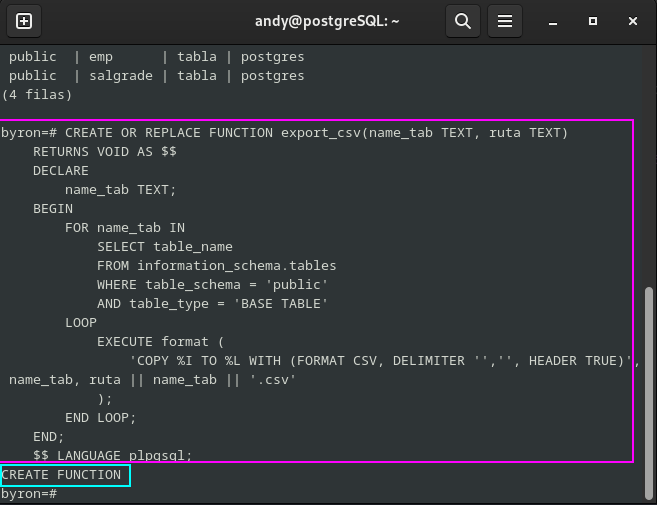 andy@postgreSQL: ~
 public  | emp      | tabla | postgres
 public  | salgrade | tabla | postgres
(4 filas)
byron=# CREATE OR REPLACE FUNCTION export_csv(name_tab TEXT, ruta TEXT)
    RETURNS VOID AS $$
    DECLARE
        name_tab TEXT;
    BEGIN
        FOR name_tab IN
            SELECT table_name
            FROM information_schema.tables
            WHERE table_schema = 'public'
            AND table_type = 'BASE TABLE'
        LOOP
            EXECUTE format (
                'COPY %I TO %L WITH (FORMAT CSV, DELIMITER '','', HEADER TRUE)',
 name_tab, ruta || name_tab || '.csv'
            );
        END LOOP;
    END;
    $$ LANGUAGE plpgsql;
CREATE FUNCTION
byron=#